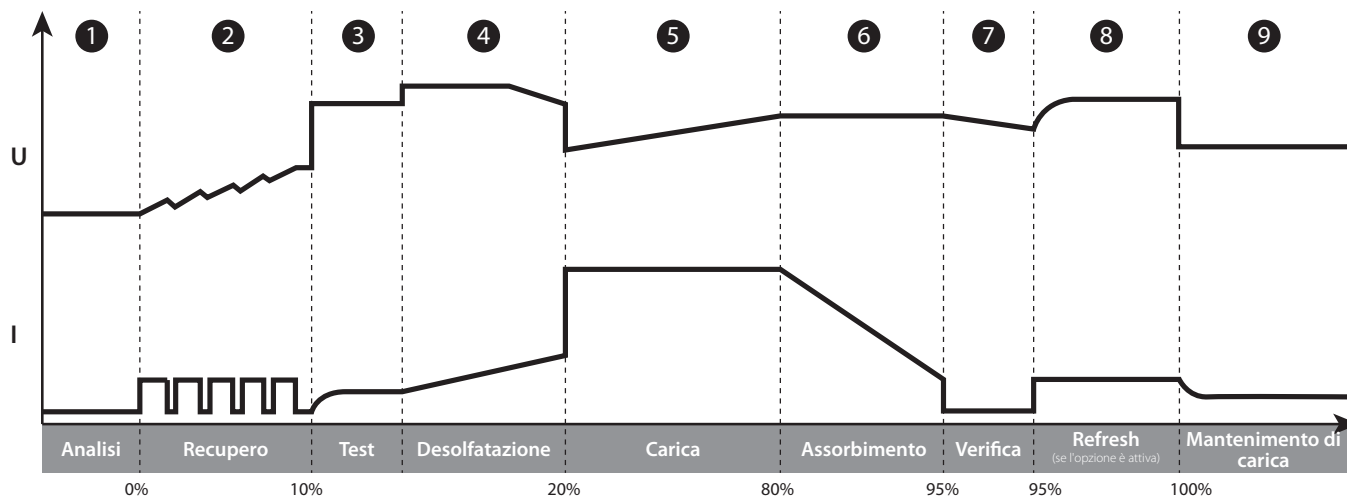 1 2 3 4 5 6 7 8 9
U
I
Analisi Recupero Test Desolfatazione Carica Assorbimento Verifica Refresh Mantenimento di
(se l'opzione è attiva) carica
0% 10% 20% 80% 95% 95% 100%